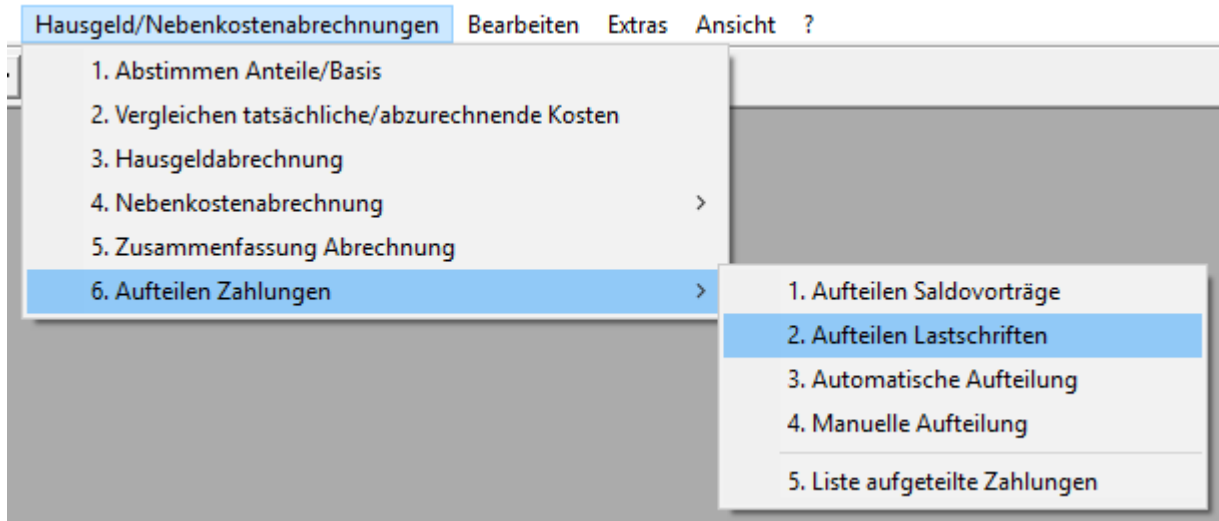 Hausgeld/Nebenkostenabrechnungen Bearbeiten Extras Ansicht ?
1. Abstimmen Anteile/Basis
2. Vergleichen tatsächliche/abzurechnende Kosten
3. Hausgeldabrechnung
4. Nebenkostenabrechnung >
5. Zusammenfassung Abrechnung
6. Aufteilen Zahlungen >
1. Aufteilen Saldovorträge
2. Aufteilen Lastschriften
3. Automatische Aufteilung
4. Manuelle Aufteilung
5. Liste aufgeteilte Zahlungen